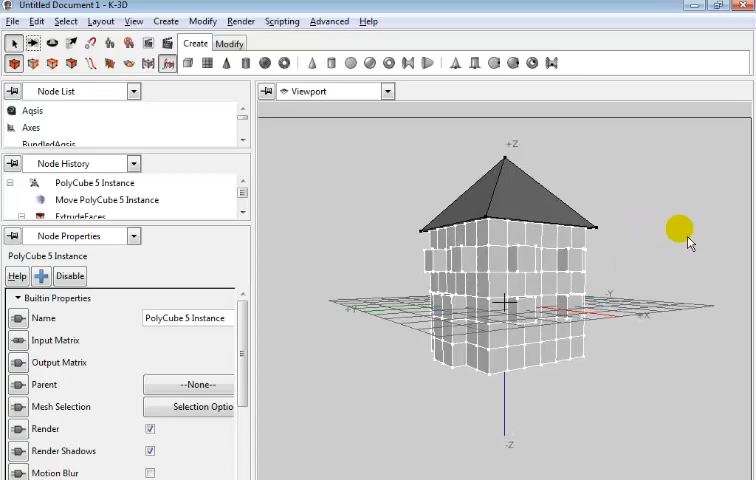 Untitled Document 1 - K-3D
File Edit Select Layout View Create Modify Render Scripting Advanced Help
Create Modify
Node List
Viewport
Aqsis
Axes
BundledAqsis
Node History
PolyCube 5 Instance
Move PolyCube 5 Instance
ExtrudeFaces
Node Properties
PolyCube 5 Instance
Help Disable
Builtin Properties
Name PolyCube 5 Instance
Input Matrix
Output Matrix
Parent --None--
Mesh Selection Selection Optio
Render
Render Shadows
Motion Blur
+Z
-Y
+Y
+X
-Z